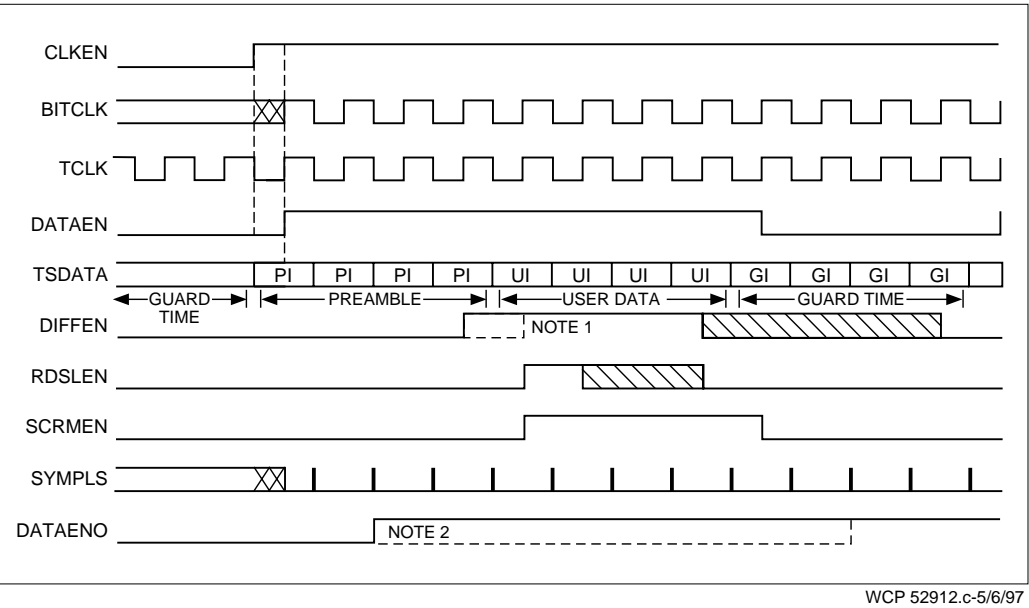 CLKEN
BITCLK
TCLK
DATAEN
TSDATA PI PI PI PI UI UI UI UI GI GI GI GI
GUARD TIME PREAMBLE USER DATA GUARD TIME
DIFFEN NOTE 1
RDSLEN
SCRMEN
SYMPLS
DATAENO NOTE 2
WCP 52912.c-5/6/97